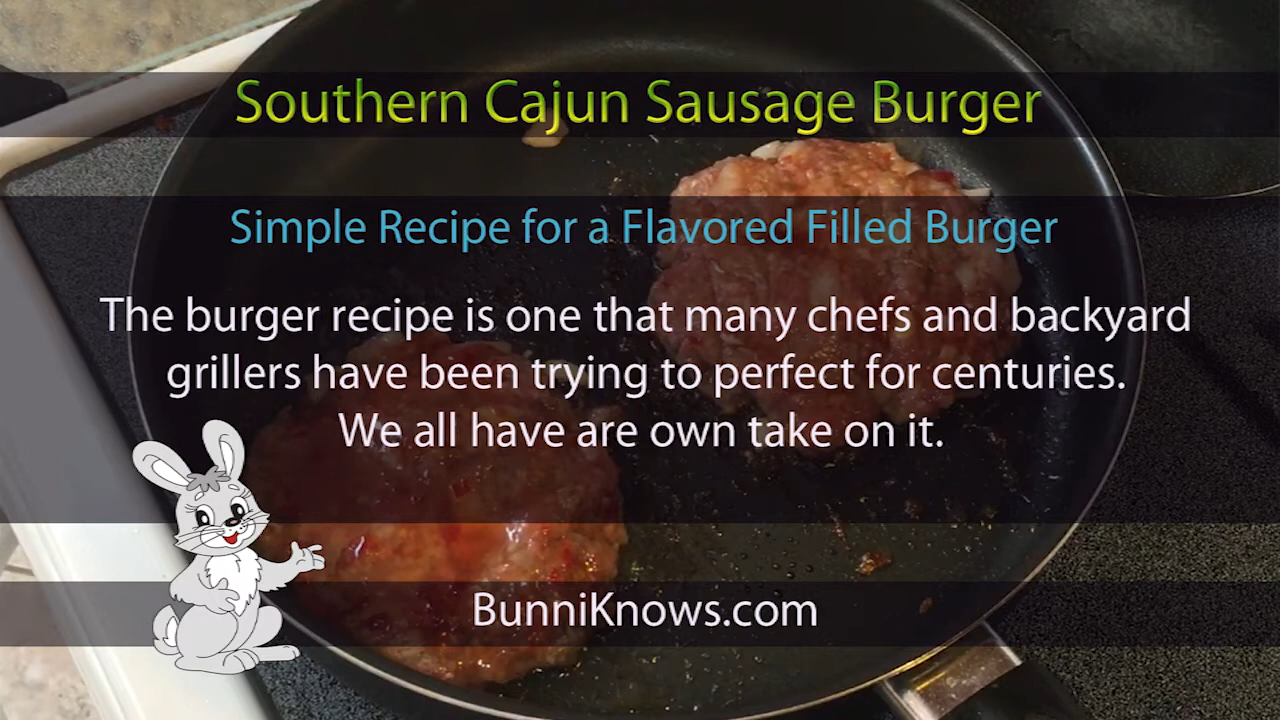 Southern Cajun Sausage Burger
Simple Recipe for a Flavored Filled Burger
The burger recipe is one that many chefs and backyard
grillers have been trying to perfect for centuries.
We all have are own take on it.
BunniKnows.com